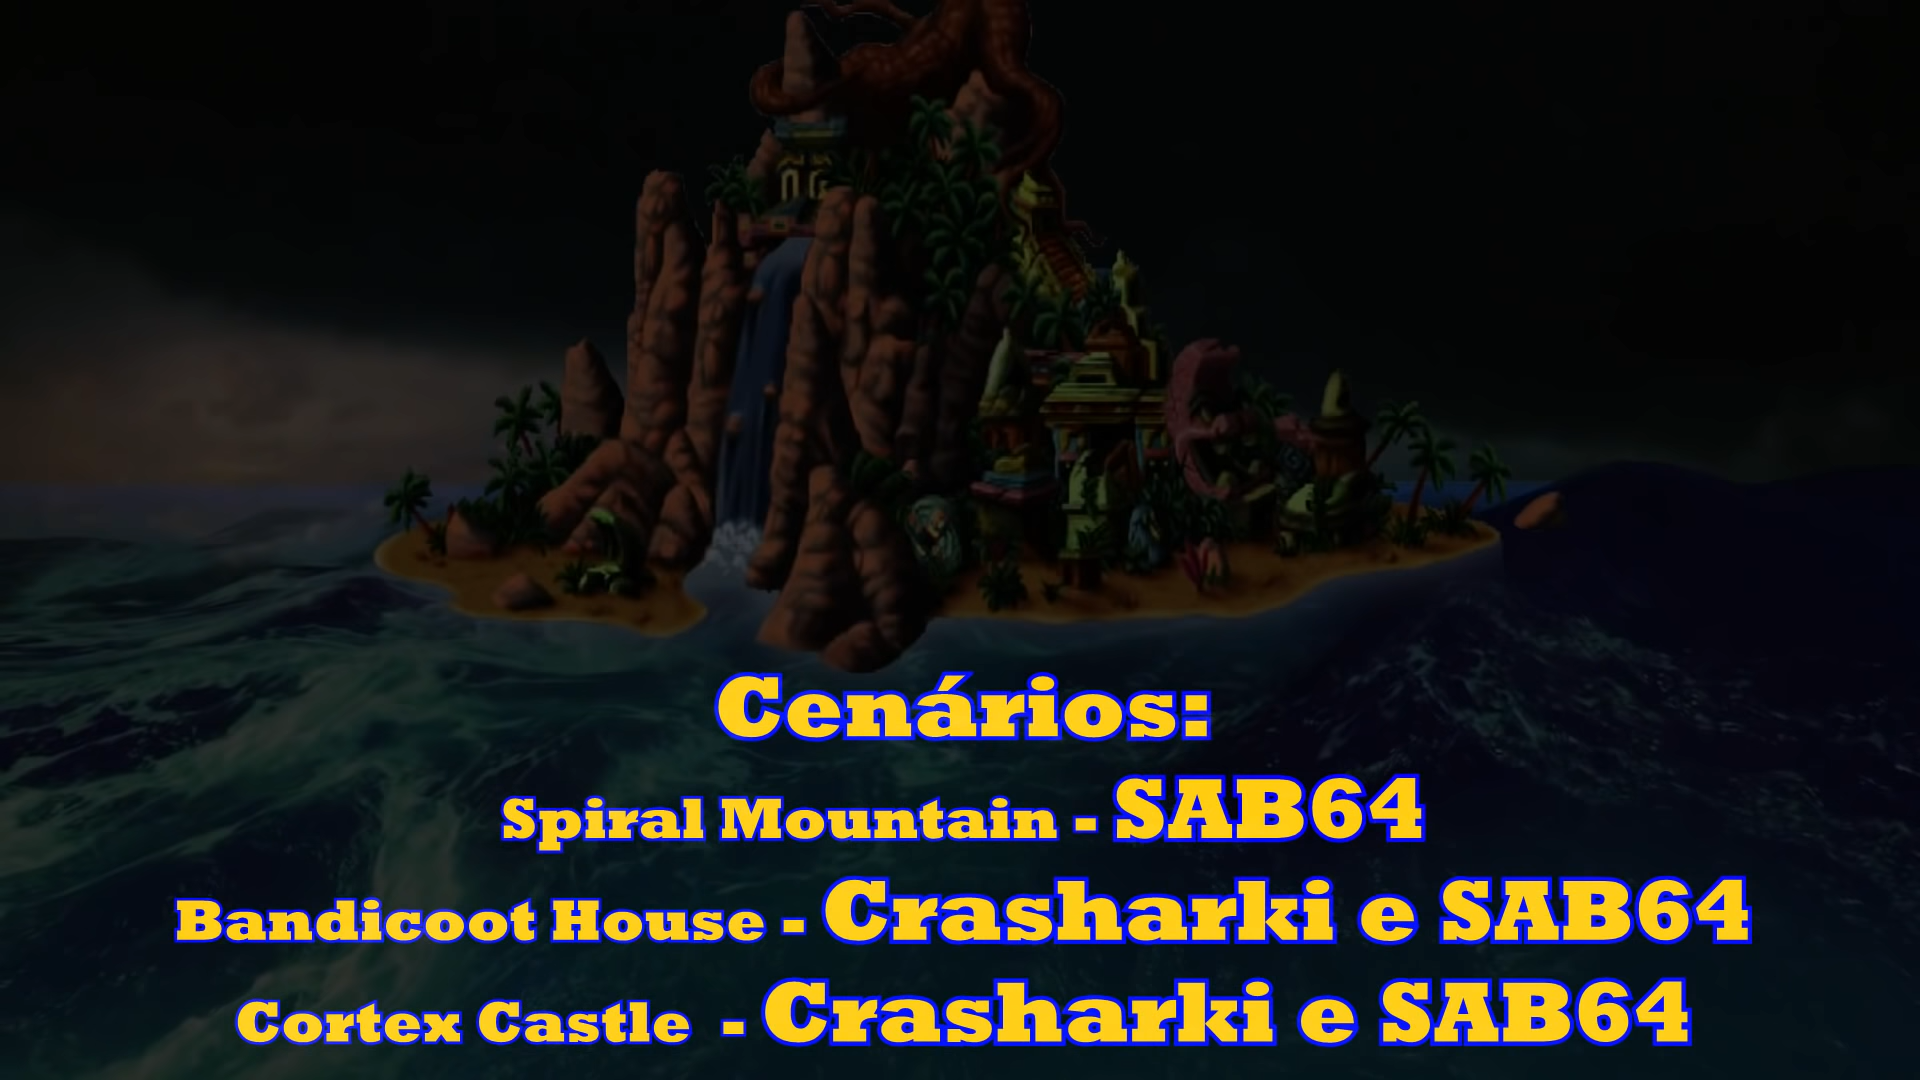 Cenários:
Spiral Mountain - SAB64
Bandicoot House - Crasharki e SAB64
Cortex Castle - Crasharki e SAB64